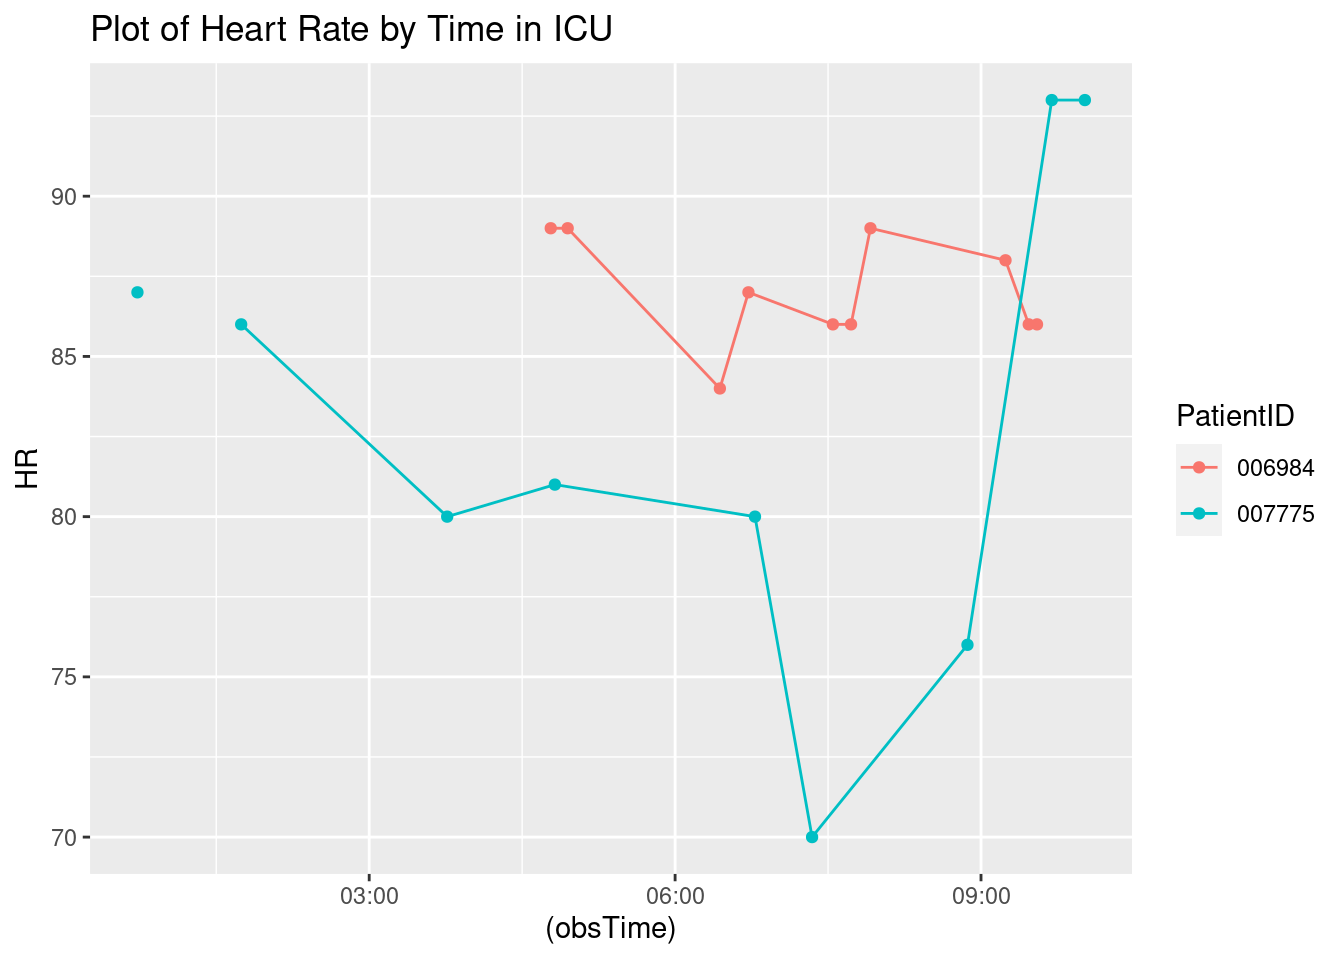 Plot of Heart Rate by Time in ICU
90
85
80
75
70
HR
03:00 06:00 09:00
(obsTime)
PatientID
006984
007775